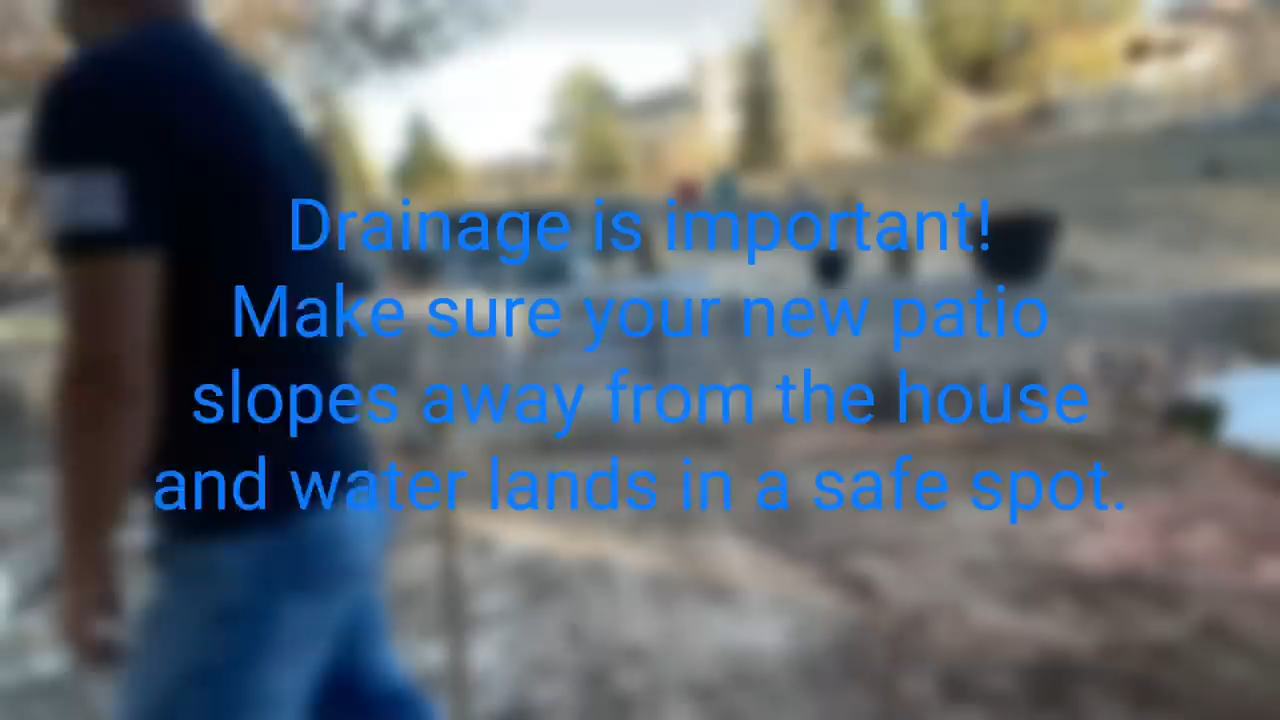 Drainage is important!
Make sure your new patio
slopes away from the house
and water lands in a safe spot.